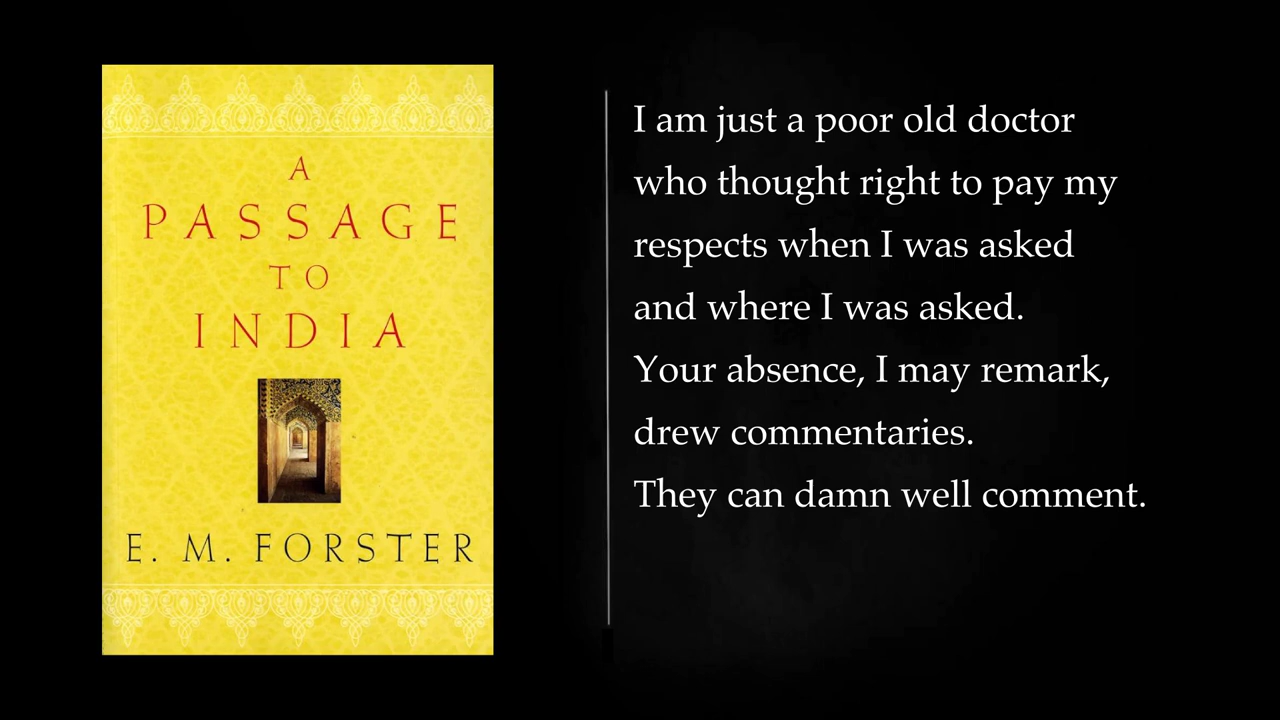 A
PASSAGE
TO
INDIA
E. M. FORSTER
I am just a poor old doctor
who thought right to pay my
respects when I was asked
and where I was asked.
Your absence, I may remark,
drew commentaries.
They can damn well comment.